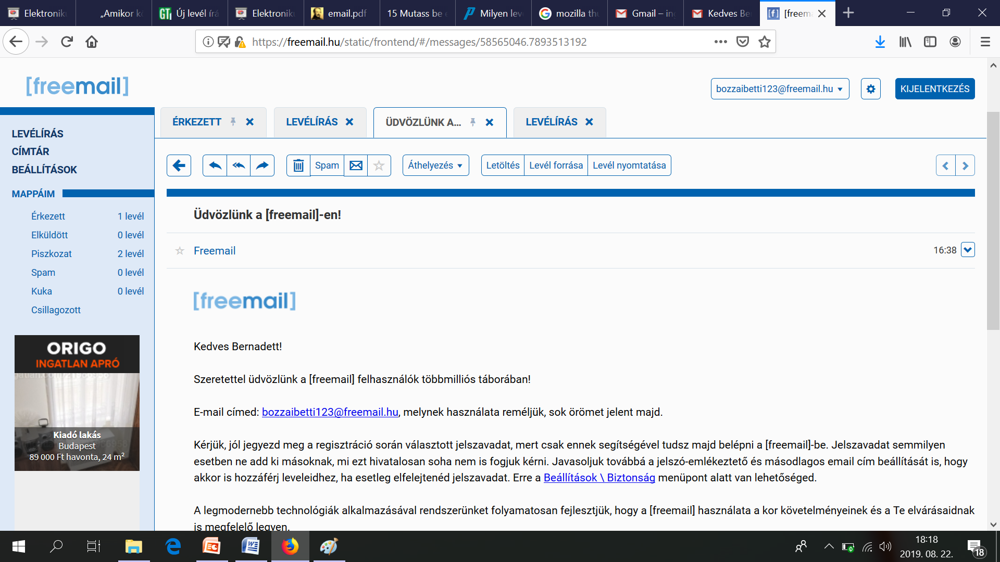 Elektroniku
„Amikor kö
Új levél írá
Elektroniku
email.pdf
15 Mutass be e
Milyen leve
mozilla thu
Gmail – in
Kedves Be
[freema
https://freemail.hu/static/frontend/#/messages/58565046.7893513192
[freemail]
bozzaibetti123@freemail.hu
KIJELENTKEZÉS
ÉRKEZETT
LEVÉLÍRÁS
ÜDVÖZLÜNK A...
LEVÉLÍRÁS
LEVÉLÍRÁS
CÍMTÁR
BEÁLLÍTÁSOK
MAPPÁIM
Érkezett 1 levél
Elküldött 0 levél
Piszkozat 2 levél
Spam 0 levél
Kuka 0 levél
Csillagozott
Spam
Áthelyezés
Letöltés
Levél forrása
Levél nyomtatása
Üdvözlünk a [freemail]-en!
Freemail
16:38
[freemail]
Kedves Bernadett!
Szeretettel üdvözlünk a [freemail] felhasználók többmilliós táborában!
E-mail címed: bozzaibetti123@freemail.hu, melynek használata reméljük, sok örömet jelent majd.
Kérjük, jól jegyezd meg a regisztráció során választott jelszavadat, mert csak ennek segítségével tudsz majd belépni a [freemail]-be. Jelszavadat semmilyen
esetben ne add ki másoknak, mi ezt hivatalosan soha nem is fogjuk kérni. Javasoljuk továbbá a jelszó-emlékeztető és másodlagos email cím beállítását is, hogy
akkor is hozzáférj leveleidhez, ha esetleg elfelejtenéd jelszavadat. Erre a Beállítások \ Biztonság menüpont alatt van lehetőséged.
A legmodernebb technológiák alkalmazásával rendszerünket folyamatosan fejlesztjük, hogy a [freemail] használata a kor követelményeinek és a Te elvárásaidnak
is megfelelő legyen.
ORIGO
INGATLAN APRÓ
Kiadó lakás
Budapest
89 000 Ft havonta, 24 m²
18:18
2019. 08. 22.
18